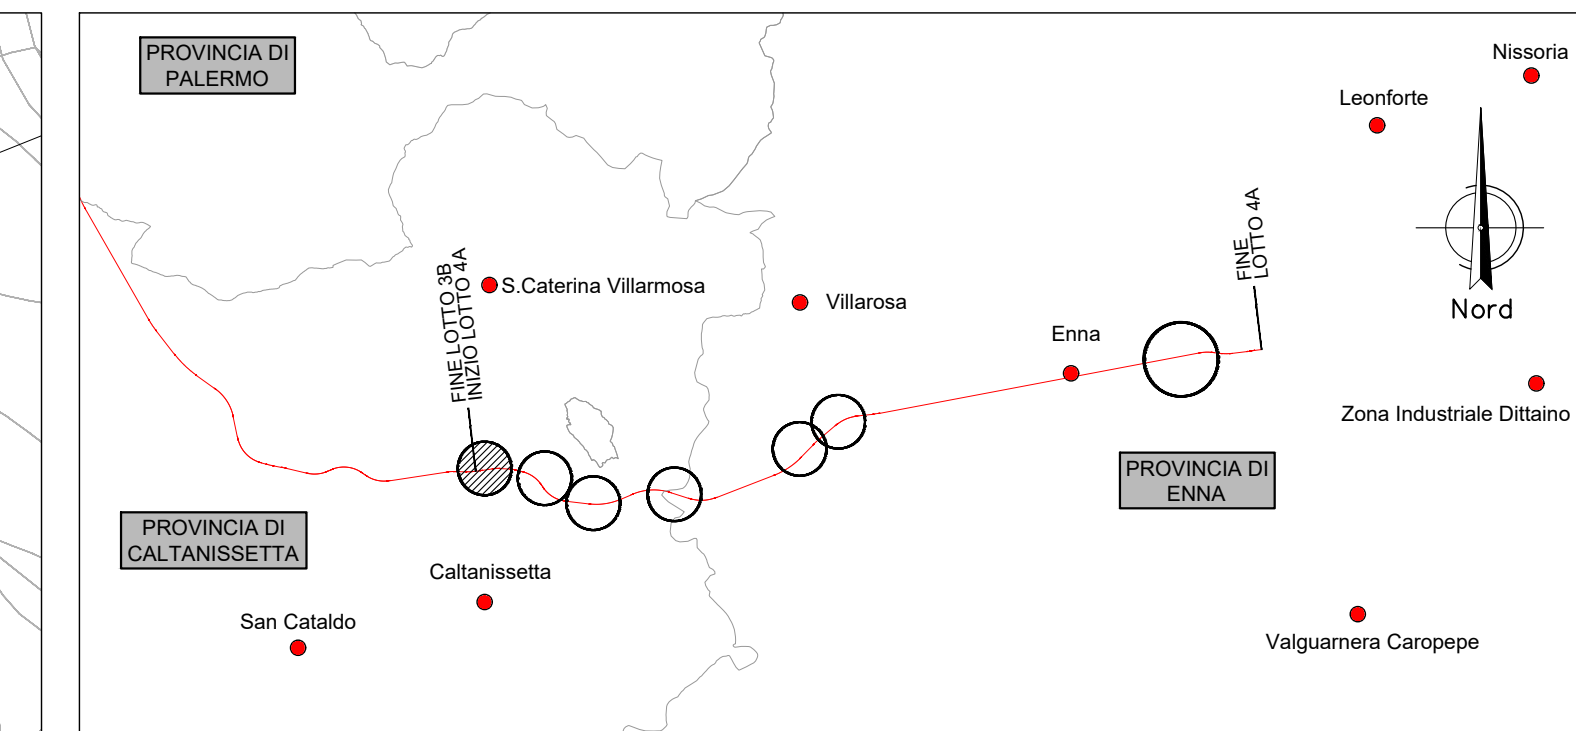 PROVINCIA DI
PALERMO
Nissoria
Leonforte
FINE
LOTTO 4A
FINE LOTTO 3B
INIZIO LOTTO 4A
S.Caterina Villarmosa
Villarosa
Nord
Enna
Zona Industriale Dittaino
PROVINCIA DI
ENNA
PROVINCIA DI
CALTANISSETTA
Caltanissetta
San Cataldo
Valguarnera Caropepe